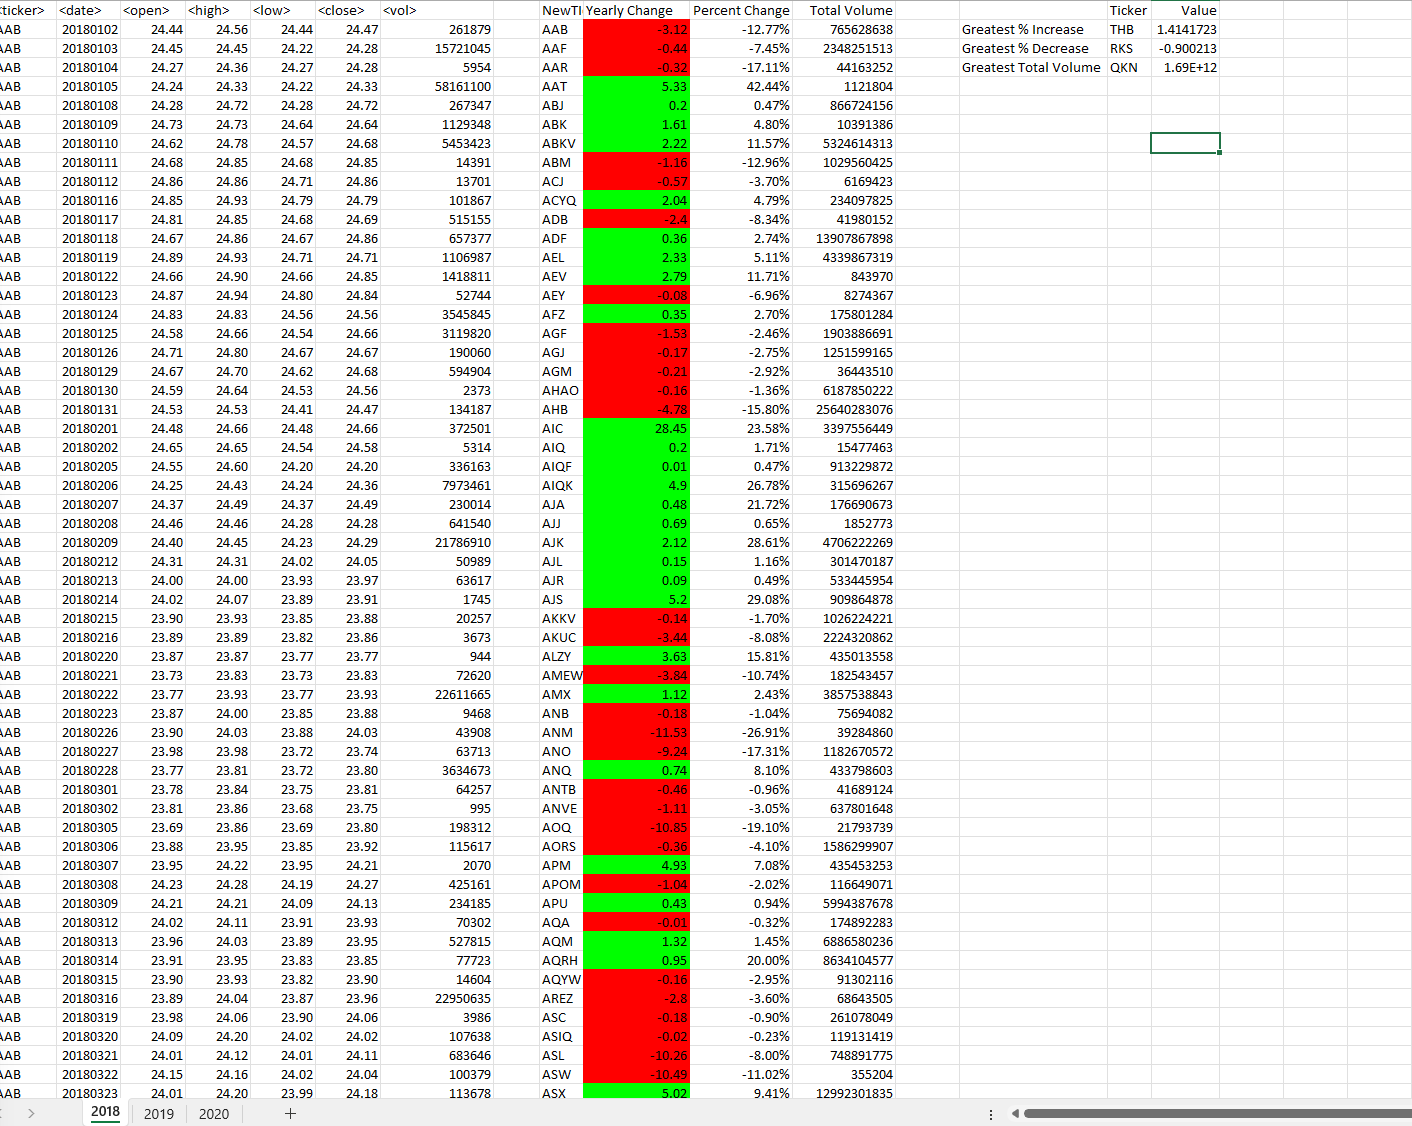 <ticker> <date> <open> <high> <low> <close> <vol> NewTi Yearly Change Percent Change Total Volume Ticker Value
AAB 20180102 24.44 24.56 24.44 24.47 261879 AAB -3.12 -12.77% 765628638 Greatest % Increase THB 1.4141723
AAB 20180103 24.45 24.45 24.22 24.28 15721045 AAF -0.44 -7.45% 2348251513 Greatest % Decrease RKS -0.900213
AAB 20180104 24.27 24.36 24.27 24.28 5954 AAR -0.32 -17.11% 44163252 Greatest Total Volume QKN 1.69E+12
AAB 20180105 24.24 24.33 24.22 24.33 58161100 AAT 5.33 42.44% 1121804
AAB 20180108 24.28 24.72 24.28 24.72 267347 ABJ 0.2 0.47% 866724156
AAB 20180109 24.73 24.73 24.64 24.64 1129348 ABK 1.61 4.80% 10391386
AAB 20180110 24.62 24.78 24.57 24.68 5453423 ABKV 2.22 11.57% 5324614313
AAB 20180111 24.68 24.85 24.68 24.85 14391 ABM -1.16 -12.96% 1029560425
AAB 20180112 24.86 24.86 24.71 24.86 13701 ACJ -0.57 -3.70% 6169423
AAB 20180116 24.85 24.93 24.79 24.79 101867 ACYQ 2.04 4.79% 234097825
AAB 20180117 24.81 24.85 24.68 24.69 515155 ADB -2.4 -8.34% 41980152
AAB 20180118 24.67 24.86 24.67 24.86 657377 ADF 0.36 2.74% 13907867898
AAB 20180119 24.89 24.93 24.71 24.71 1106987 AEL 2.33 5.11% 4339867319
AAB 20180122 24.66 24.90 24.66 24.85 1418811 AEV 2.79 11.71% 843970
AAB 20180123 24.87 24.94 24.80 24.84 52744 AEY -0.08 -6.96% 8274367
AAB 20180124 24.83 24.83 24.56 24.56 3545845 AFZ 0.35 2.70% 175801284
AAB 20180125 24.58 24.66 24.54 24.66 3119820 AGF -1.53 -2.46% 1903886691
AAB 20180126 24.71 24.80 24.67 24.67 190060 AGJ -0.17 -2.75% 1251599165
AAB 20180129 24.67 24.70 24.62 24.68 594904 AGM -0.21 -2.92% 36443510
AAB 20180130 24.59 24.64 24.53 24.56 2373 AHAO -0.16 -1.36% 6187850222
AAB 20180131 24.53 24.53 24.41 24.47 134187 AHB -4.78 -15.80% 25640283076
AAB 20180201 24.48 24.66 24.48 24.66 372501 AIC 28.45 23.58% 3397556449
AAB 20180202 24.65 24.65 24.54 24.58 5314 AIQ 0.2 1.71% 15477463
AAB 20180205 24.55 24.60 24.20 24.20 336163 AIQF 0.01 0.47% 913229872
AAB 20180206 24.25 24.43 24.24 24.36 7973461 AIQK 4.9 26.78% 315696267
AAB 20180207 24.37 24.49 24.37 24.49 230014 AJA 0.48 21.72% 176690673
AAB 20180208 24.46 24.46 24.28 24.28 641540 AJJ 0.69 0.65% 1852773
AAB 20180209 24.40 24.45 24.23 24.29 21786910 AJK 2.12 28.61% 4706222269
AAB 20180212 24.31 24.31 24.02 24.05 50989 AJL 0.15 1.16% 301470187
AAB 20180213 24.00 24.00 23.93 23.97 63617 AJR 0.09 0.49% 533445954
AAB 20180214 24.02 24.07 23.89 23.91 1745 AJS 5.2 29.08% 909864878
AAB 20180215 23.90 23.93 23.85 23.88 20257 AKKV -0.14 -1.70% 1026224221
AAB 20180216 23.89 23.89 23.82 23.86 3673 AKUC -3.44 -8.08% 2224320862
AAB 20180220 23.87 23.87 23.77 23.77 944 ALZY 3.63 15.81% 435013558
AAB 20180221 23.73 23.83 23.73 23.83 72620 AMEW -3.84 -10.74% 182543457
AAB 20180222 23.77 23.93 23.77 23.93 22611665 AMX 1.12 2.43% 3857538843
AAB 20180223 23.87 24.00 23.85 23.88 9468 ANB -0.18 -1.04% 75694082
AAB 20180226 23.90 24.03 23.88 24.03 43908 ANM -11.53 -26.91% 39284860
AAB 20180227 23.98 23.98 23.72 23.74 63713 ANO -9.24 -17.31% 1182670572
AAB 20180228 23.77 23.81 23.72 23.80 3634673 ANQ 0.74 8.10% 433798603
AAB 20180301 23.78 23.84 23.75 23.81 64257 ANTB -0.46 -0.96% 41689124
AAB 20180302 23.81 23.86 23.68 23.75 995 ANVE -1.11 -3.05% 637801648
AAB 20180305 23.69 23.86 23.69 23.80 198312 AOQ -10.85 -19.10% 21793739
AAB 20180306 23.88 23.95 23.85 23.92 115617 AORS -0.36 -4.10% 1586299907
AAB 20180307 23.95 24.22 23.95 24.21 2070 APM 4.93 7.08% 435453253
AAB 20180308 24.23 24.28 24.19 24.27 425161 APOM -1.04 -2.02% 116649071
AAB 20180309 24.21 24.21 24.09 24.13 234185 APU 0.43 0.94% 5994387678
AAB 20180312 24.02 24.11 23.91 23.93 70302 AQA -0.01 -0.32% 174892283
AAB 20180313 23.96 24.03 23.89 23.95 527815 AQM 1.32 1.45% 6886580236
AAB 20180314 23.91 23.95 23.83 23.85 77723 AQRH 0.95 20.00% 8634104577
AAB 20180315 23.90 23.93 23.82 23.90 14604 AQYW -0.16 -2.95% 91302116
AAB 20180316 23.89 24.04 23.87 23.96 22950635 AREZ -2.8 -3.60% 68643505
AAB 20180319 23.98 24.06 23.90 24.06 3986 ASC -0.18 -0.90% 261078049
AAB 20180320 24.09 24.20 24.02 24.02 107638 ASIQ -0.02 -0.23% 119131419
AAB 20180321 24.01 24.12 24.01 24.11 683646 ASL -10.26 -8.00% 748891775
AAB 20180322 24.15 24.16 24.02 24.04 100379 ASW -10.49 -11.02% 355204
AAB 20180323 24.01 24.20 23.99 24.18 113678 ASX 5.02 9.41% 12992301835
2018 2019 2020